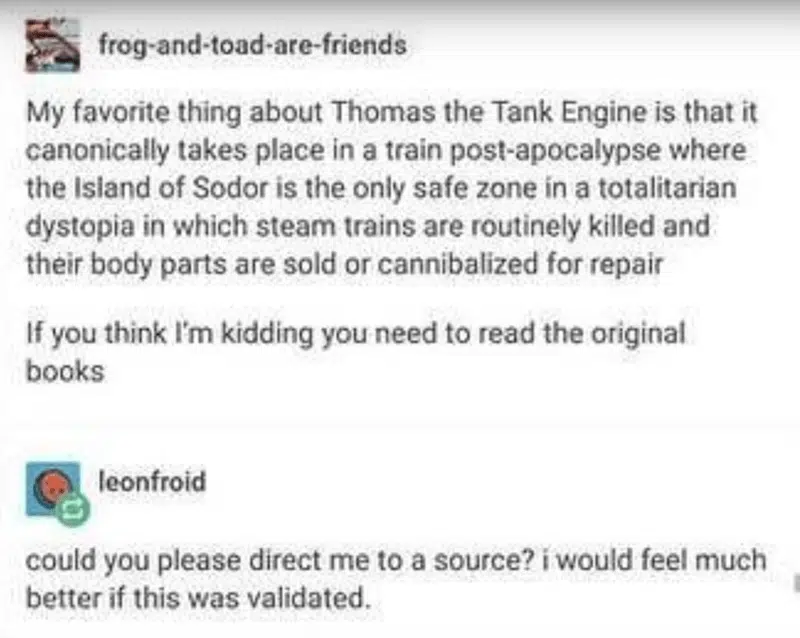 frog-and-toad-are-friends
My favorite thing about Thomas the Tank Engine is that it
canonically takes place in a train post-apocalypse where
the Island of Sodor is the only safe zone in a totalitarian
dystopia in which steam trains are routinely killed and
their body parts are sold or cannibalized for repair
If you think I'm kidding you need to read the original
books
leonfroid
could you please direct me to a source? i would feel much
better if this was validated.